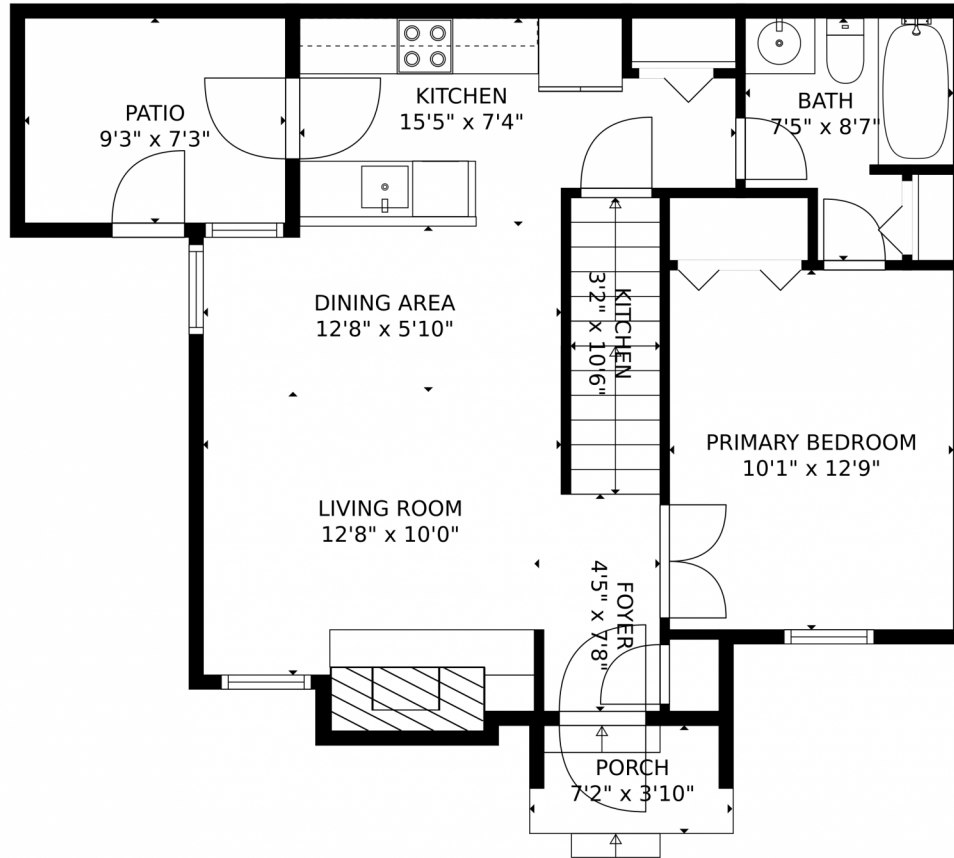 PATIO
9'3" x 7'3"
KITCHEN
15'5" x 7'4"
BATH
7'5" x 8'7"
DINING AREA
12'8" x 5'10"
KITCHEN
3'2" x 10'6"
PRIMARY BEDROOM
10'1" x 12'9"
LIVING ROOM
12'8" x 10'0"
FOYER
4'5" x 7'8"
PORCH
7'2" x 3'10"